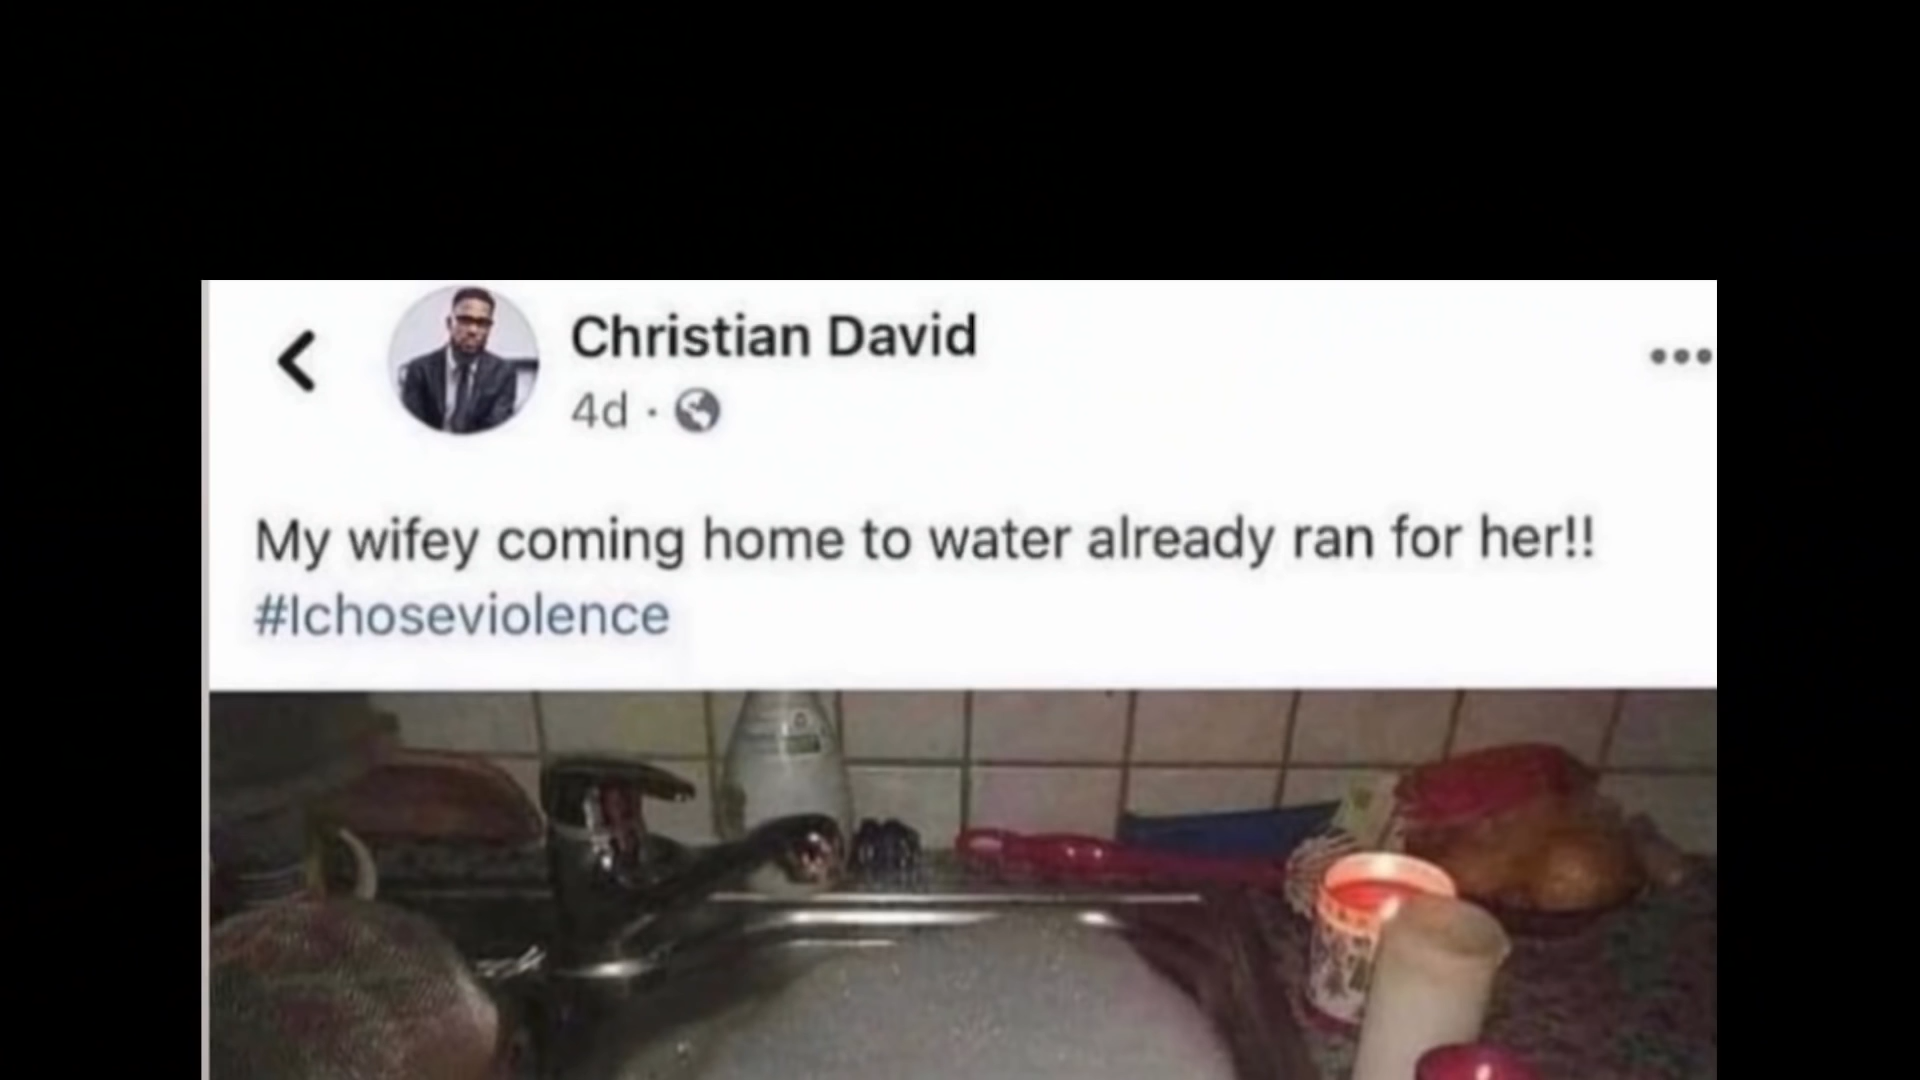 Christian David
4d ·
My wifey coming home to water already ran for her!!
#Ichoseviolence